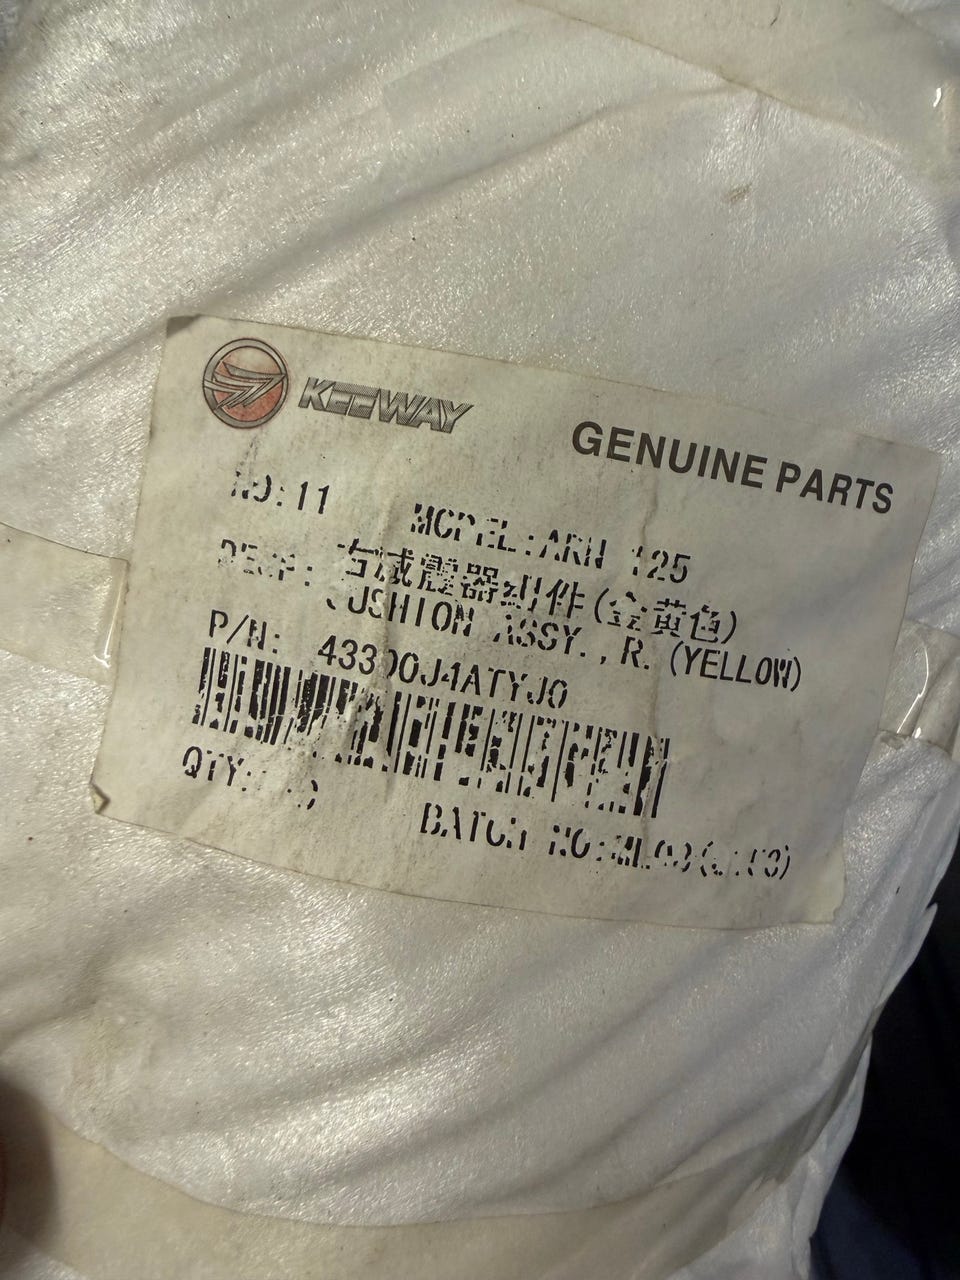 KEEWAY
GENUINE PARTS
NO:11
MODEL:ARN 125
DESP: 右减震器组件(金黄色)
CUSHION ASSY.,R.(YELLOW)
P/N: 43300J4ATYJ0
QTY:
BATCH NO: